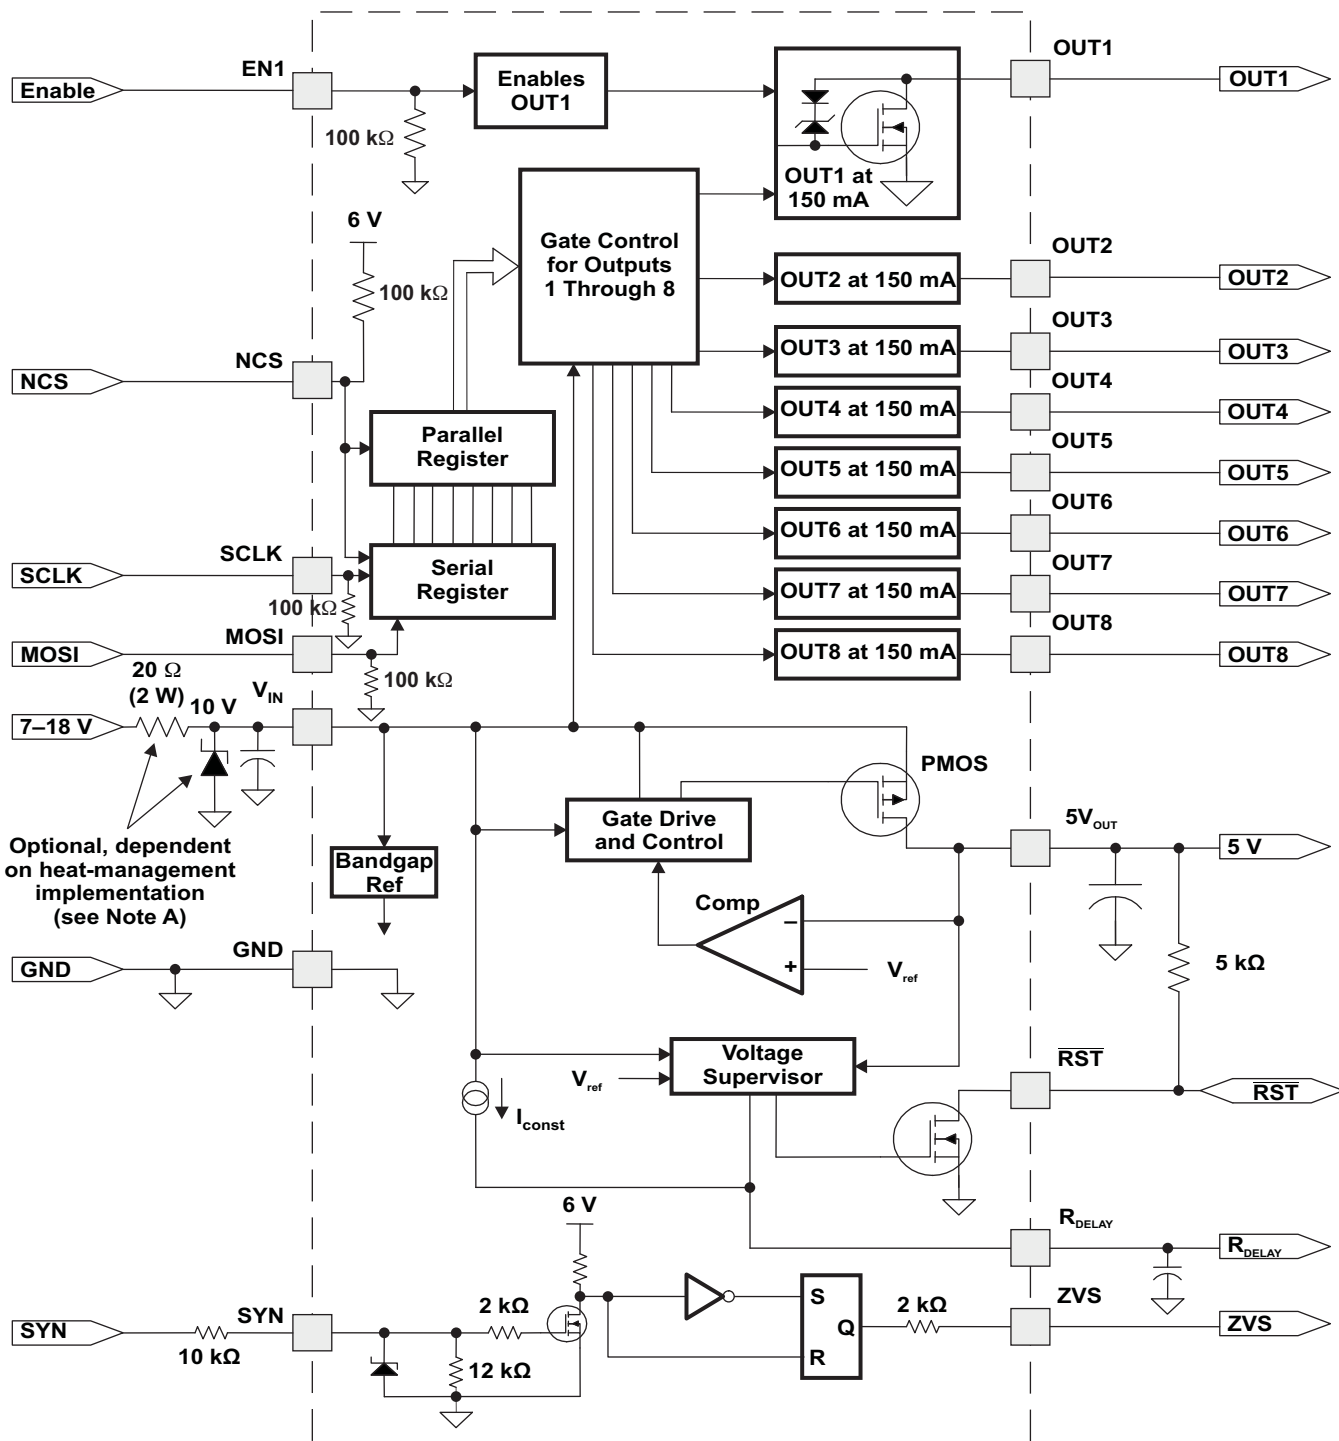 EN1
Enable
100 kΩ
Enables
OUT1
OUT1 at
150 mA
OUT1
OUT1
6 V
100 kΩ
Gate Control
for Outputs
1 Through 8
OUT2 at 150 mA
OUT2
OUT2
OUT3 at 150 mA
OUT3
OUT3
NCS
NCS
OUT4 at 150 mA
OUT4
OUT4
Parallel
Register
OUT5 at 150 mA
OUT5
OUT5
OUT6 at 150 mA
OUT6
OUT6
SCLK
SCLK
100 kΩ
Serial
Register
OUT7 at 150 mA
OUT7
OUT7
MOSI
MOSI
100 kΩ
OUT8 at 150 mA
OUT8
OUT8
20 Ω
(2 W)
10 V
VIN
7–18 V
Optional, dependent
on heat-management
implementation
(see Note A)
PMOS
Gate Drive
and Control
Bandgap
Ref
5VOUT
5 V
Comp
–
+
Vref
GND
GND
5 kΩ
Voltage
Supervisor
Vref
Iconst
RST
RST
RDELAY
RDELAY
6 V
SYN
SYN
10 kΩ
2 kΩ
12 kΩ
S
Q
R
2 kΩ
ZVS
ZVS